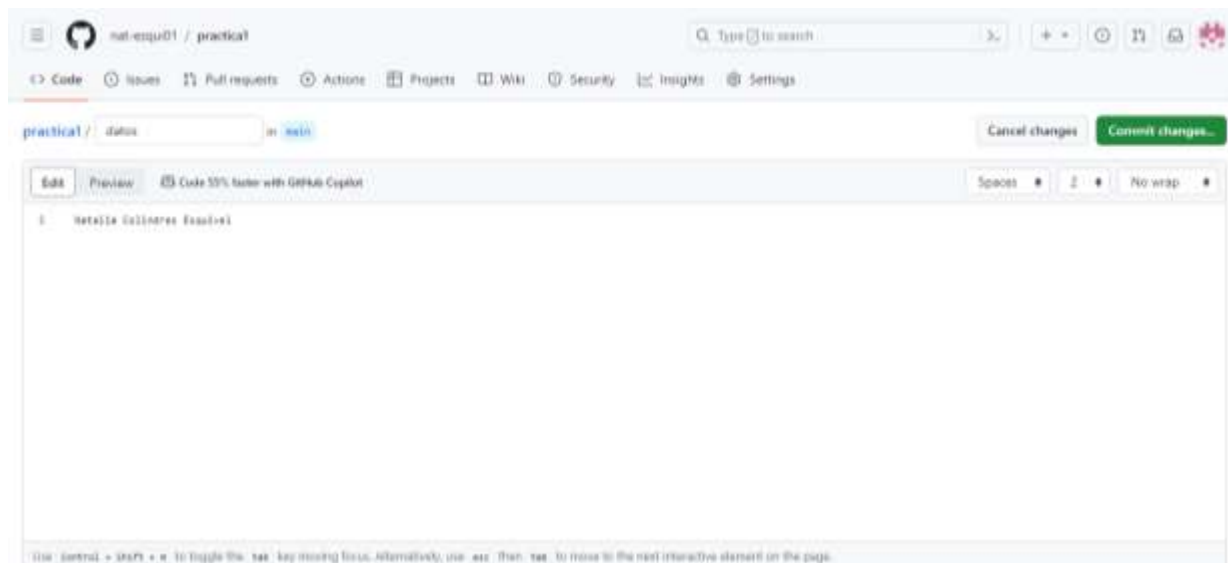 nat-esqui01 / practica1
Type / to search
Code Issues Pull requests Actions Projects Wiki Security Insights Settings
practica1 / datos in main
Cancel changes Commit changes...
Edit Preview Code 55% faster with GitHub Copilot
Spaces 2 No wrap
1 Natalia Colindres Esquivel
Use Control + Shift + m to toggle the tab key moving focus. Alternatively, use esc then tab to move to the next interactive element on the page.